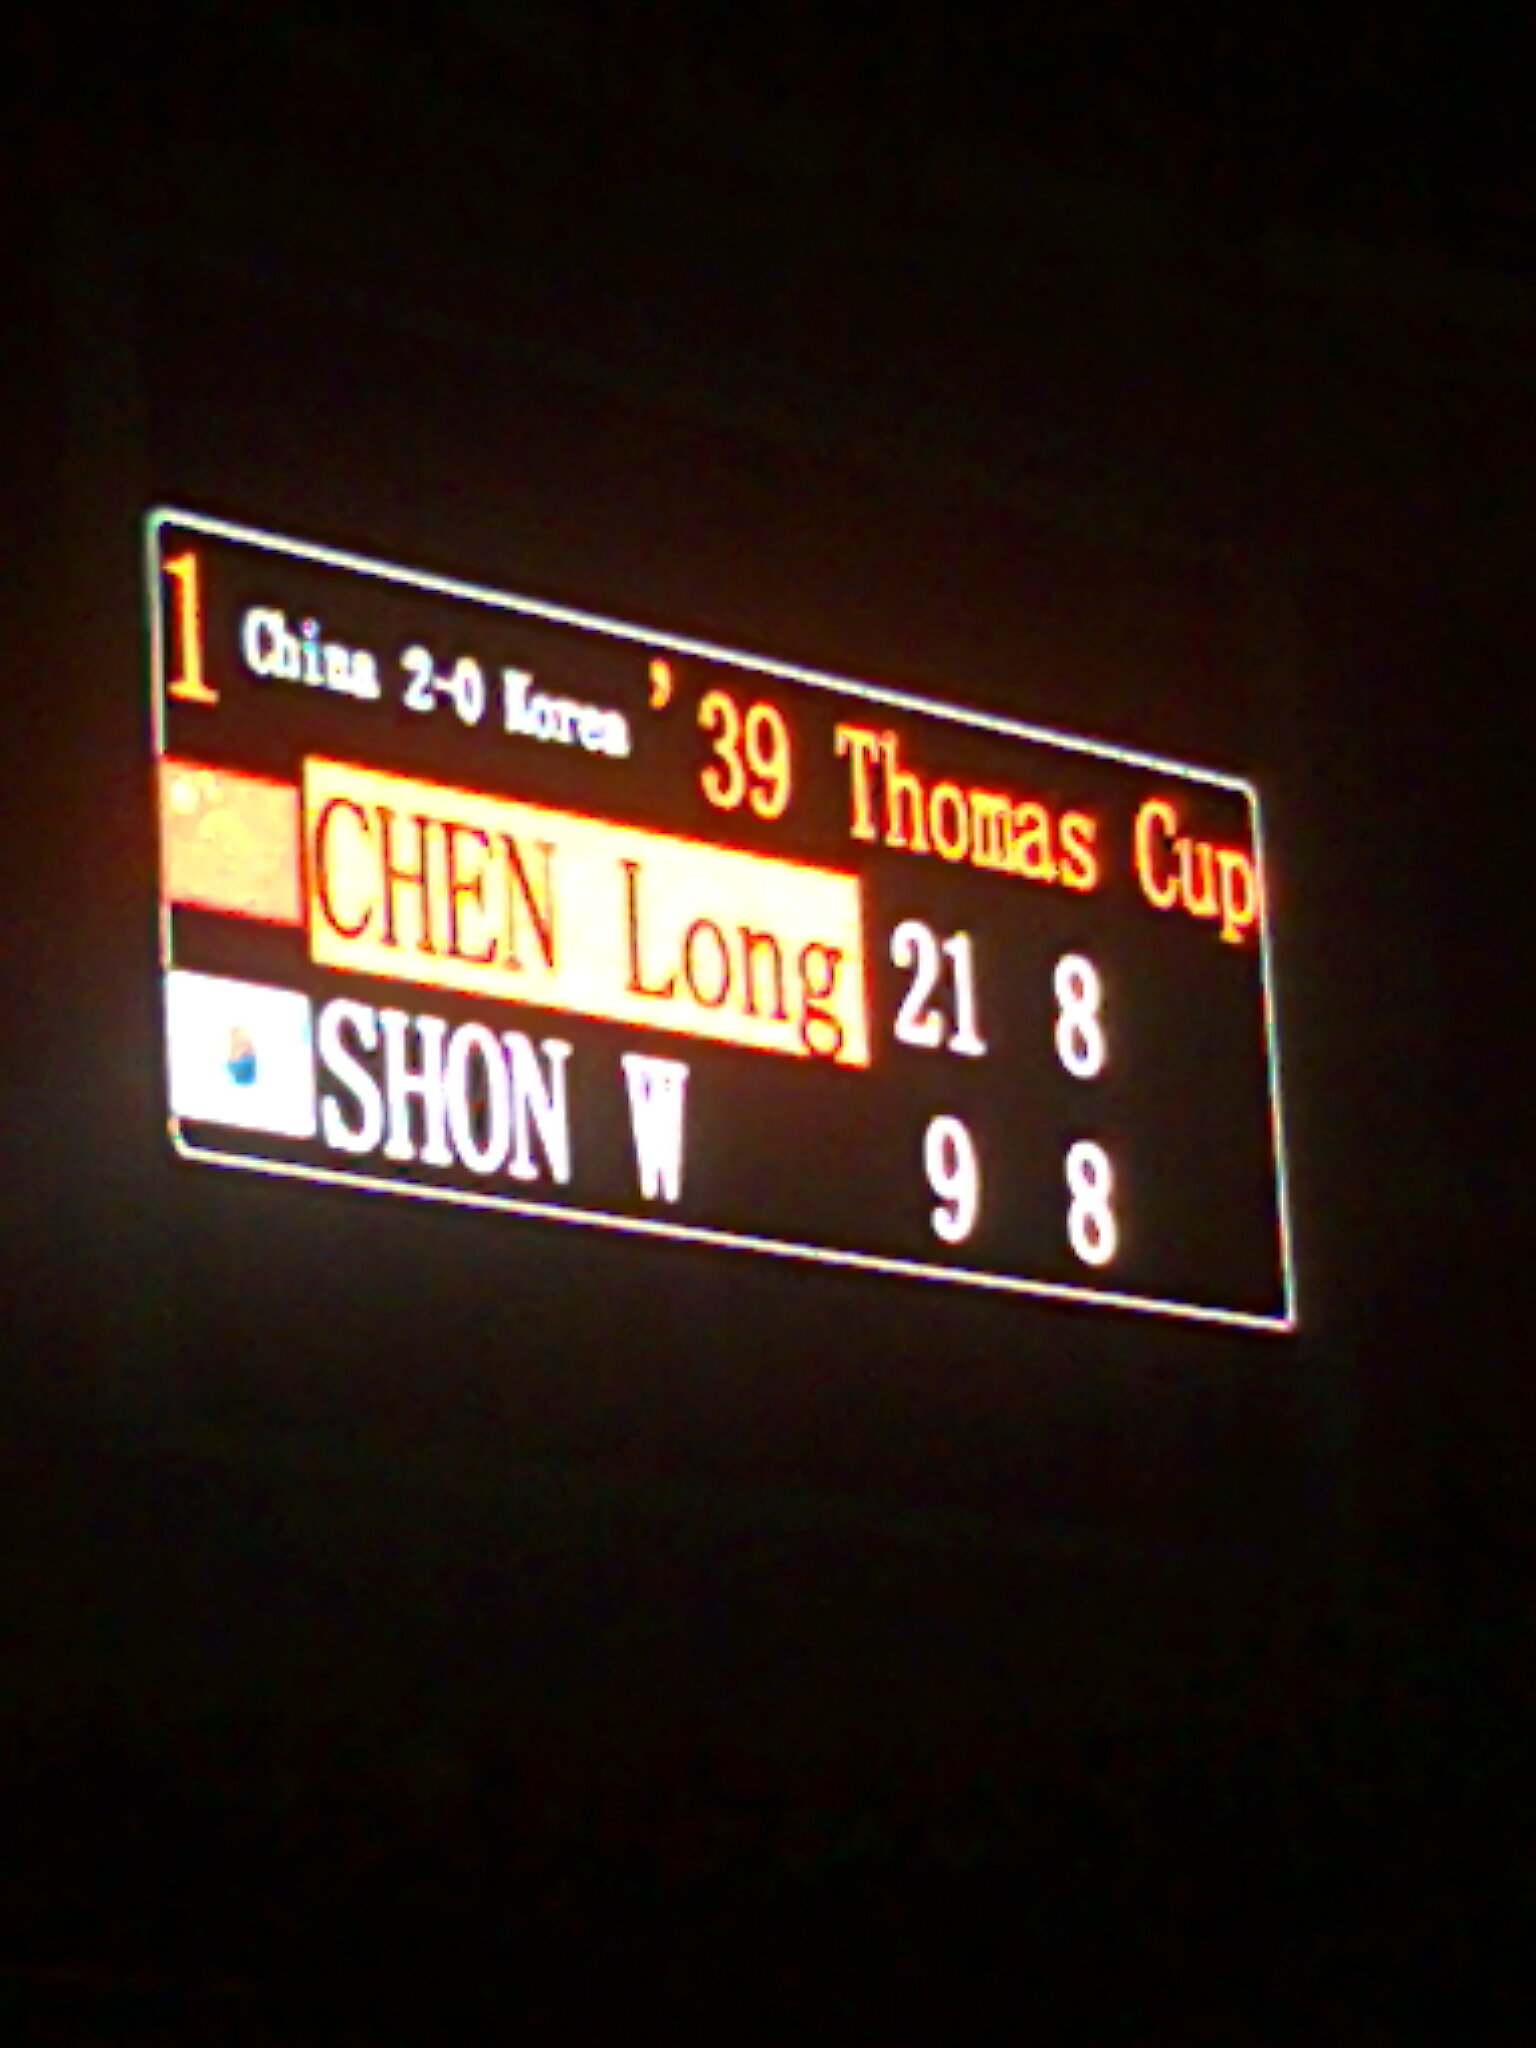 1 China 2-0 Korea '39 Thomas Cup
CHEN Long 21 8
SHON W 9 8